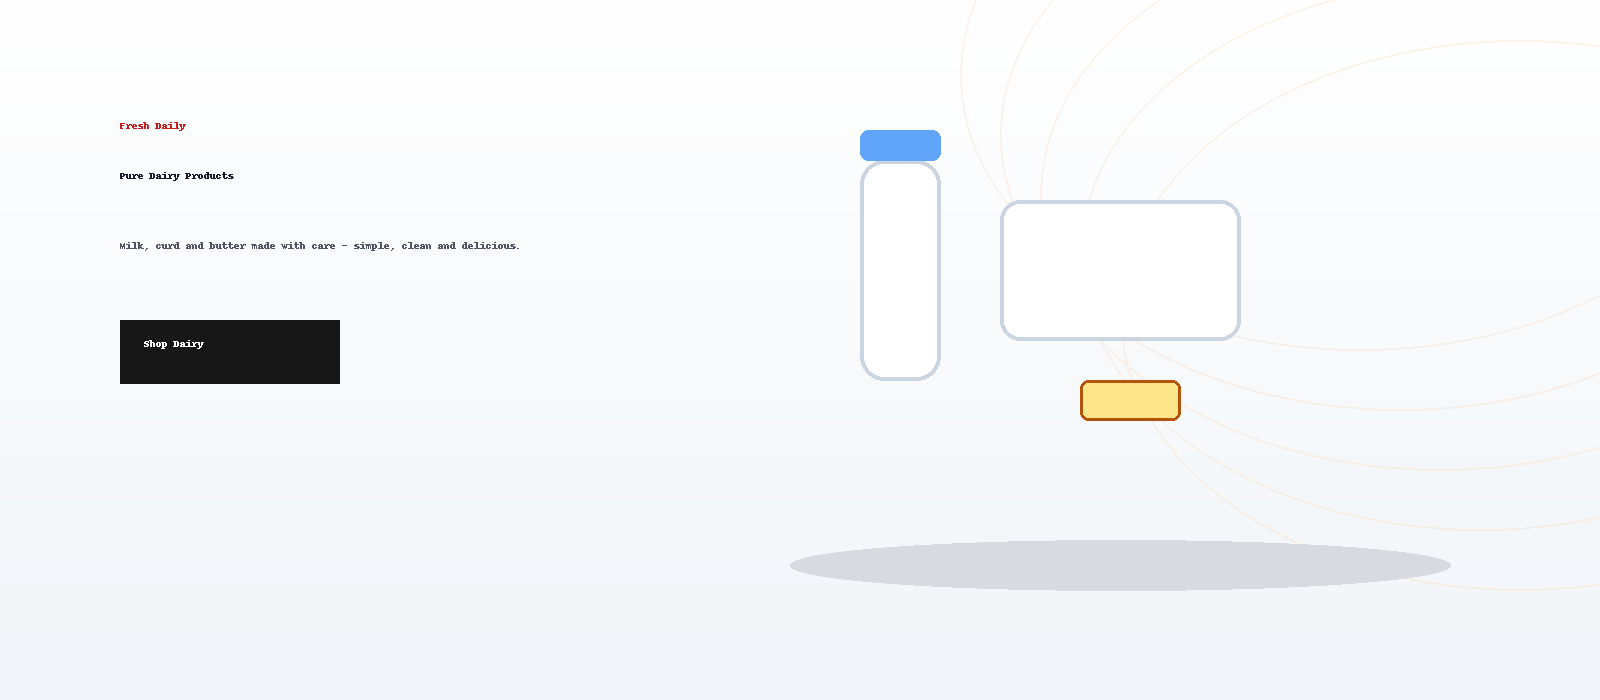 Fresh Daily
Pure Dairy Products
Milk, curd and butter made with care – simple, clean and delicious.
Shop Dairy